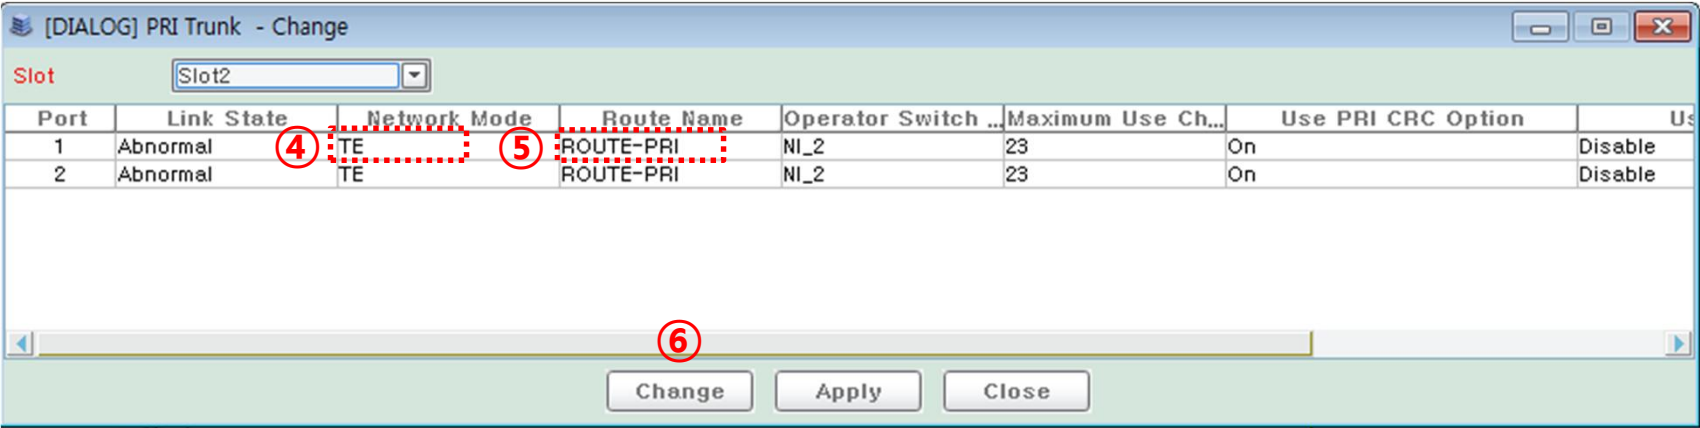 [DIALOG] PRI Trunk - Change
Slot Slot2
Port Link State Network Mode Route Name Operator Switch ... Maximum Use Ch... Use PRI CRC Option Us
1 Abnormal ④ TE ⑤ ROUTE-PRI NI_2 23 On Disable
2 Abnormal TE ROUTE-PRI NI_2 23 On Disable
⑥
Change Apply Close